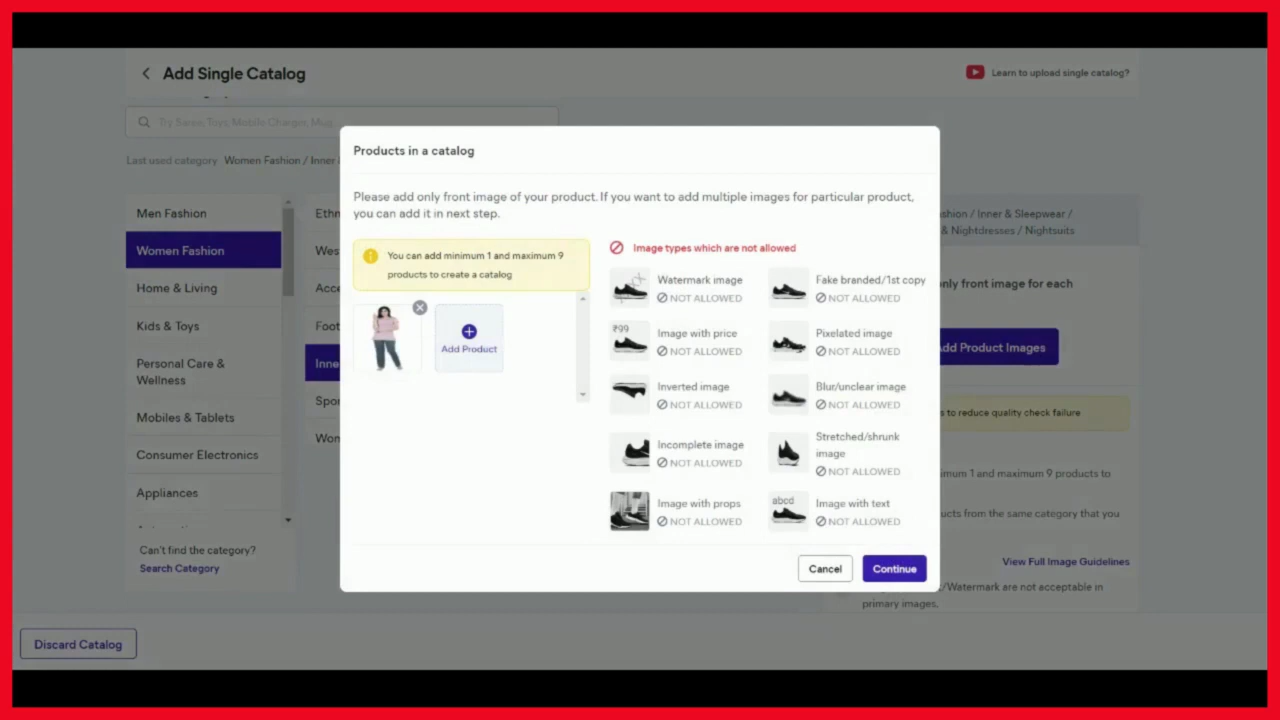 Add Single Catalog
Learn to upload single catalog?
Try Saree, Toys, Mobile Charger, Mug
Last used category Women Fashion / Inner &
Products in a catalog
Please add only front image of your product. If you want to add multiple images for particular product,
you can add it in next step.
You can add minimum 1 and maximum 9
products to create a catalog
Add Product
Image types which are not allowed
Watermark image
NOT ALLOWED
Fake branded/1st copy
NOT ALLOWED
₹99
Image with price
NOT ALLOWED
Pixelated image
NOT ALLOWED
Inverted image
NOT ALLOWED
Blur/unclear image
NOT ALLOWED
Incomplete image
NOT ALLOWED
Stretched/shrunk
image
NOT ALLOWED
Image with props
NOT ALLOWED
abcd
Image with text
NOT ALLOWED
Cancel
Continue
Men Fashion
Women Fashion
Home & Living
Kids & Toys
Personal Care &
Wellness
Mobiles & Tablets
Consumer Electronics
Appliances
Can't find the category?
Search Category
Ethn
Wes
Acce
Foot
Inne
Spo
Wom
shion / Inner & Sleepwear /
& Nightdresses / Nightsuits
nly front image for each
dd Product Images
s to reduce quality check failure
imum 1 and maximum 9 products to
ucts from the same category that you
View Full Image Guidelines
/Watermark are not acceptable in
primary images.
Discard Catalog